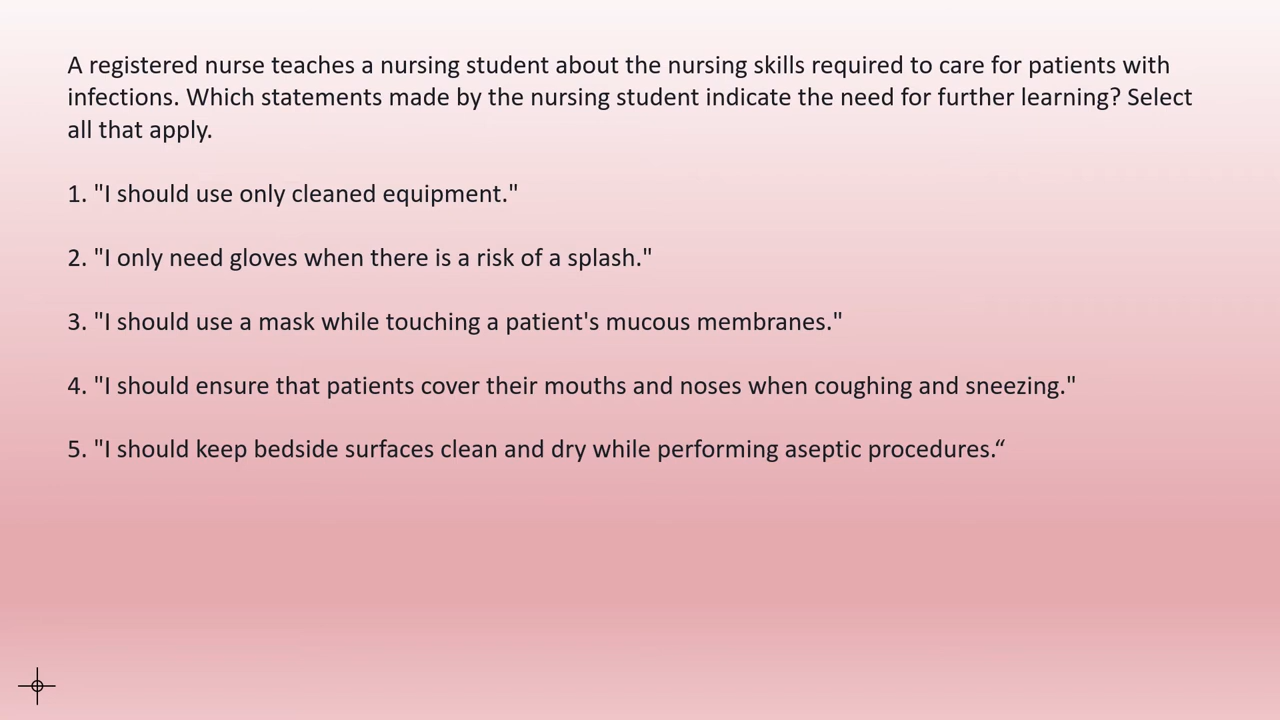 A registered nurse teaches a nursing student about the nursing skills required to care for patients with
infections. Which statements made by the nursing student indicate the need for further learning? Select
all that apply.
1. "I should use only cleaned equipment."
2. "I only need gloves when there is a risk of a splash."
3. "I should use a mask while touching a patient's mucous membranes."
4. "I should ensure that patients cover their mouths and noses when coughing and sneezing."
5. "I should keep bedside surfaces clean and dry while performing aseptic procedures.“